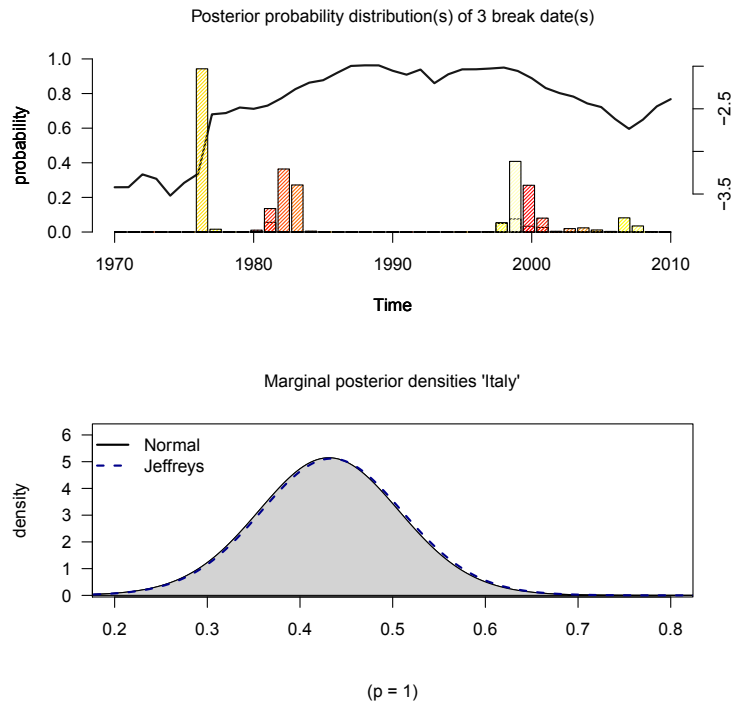 Posterior probability distribution(s) of 3 break date(s)
1.0
0.8
0.6
0.4
0.2
0.0
probability
−2.5
−3.5
1970 1980 1990 2000 2010
Time
Marginal posterior densities 'Italy'
6
5
4
3
2
1
0
density
Normal
Jeffreys
0.2 0.3 0.4 0.5 0.6 0.7 0.8
(p = 1)